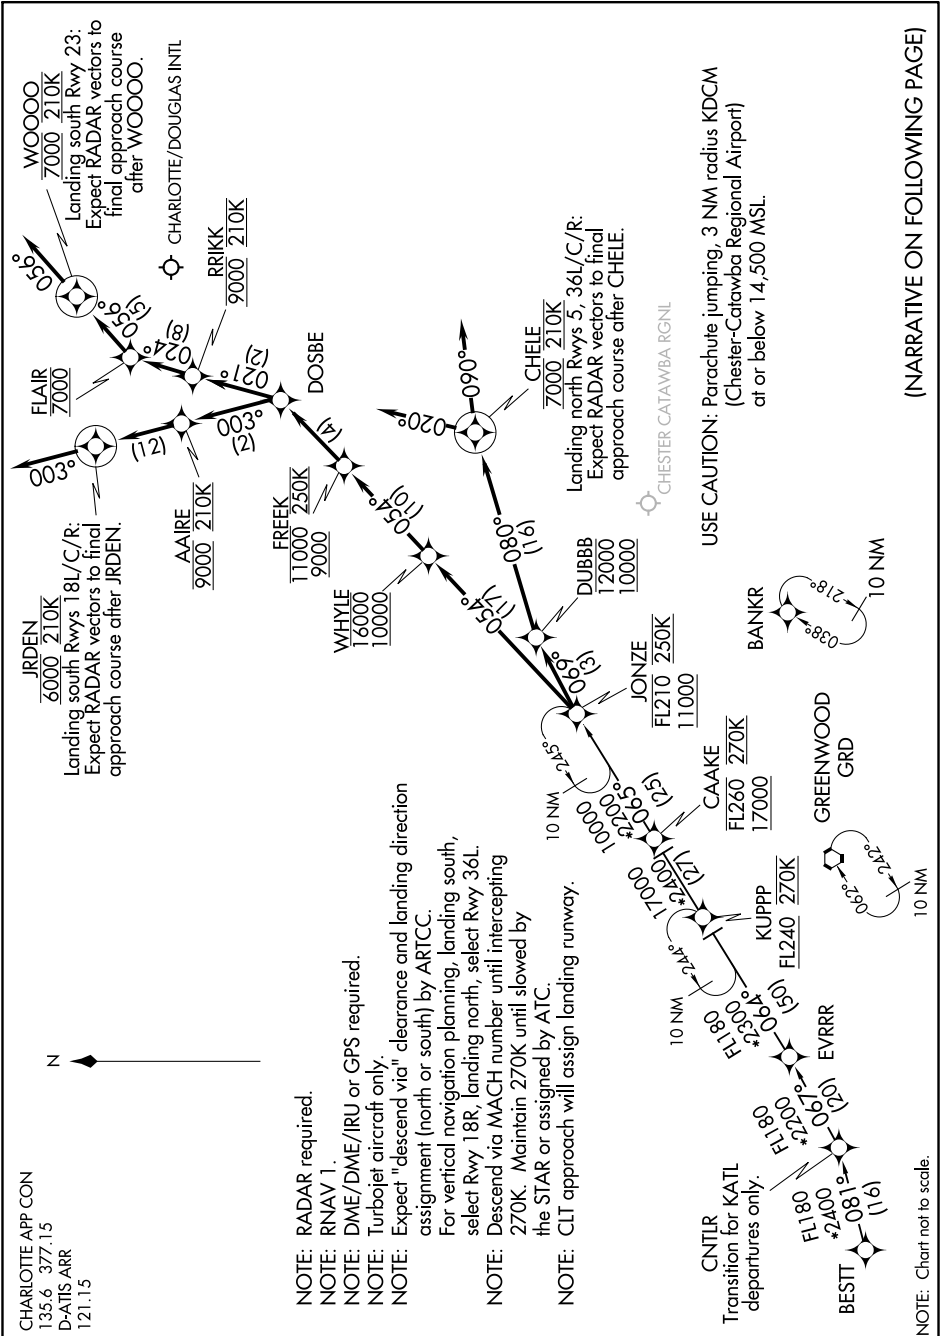 CHARLOTTE APP CON
135.6 377.15
D-ATIS ARR
121.15
N
NOTE: RADAR required.
NOTE: RNAV 1.
NOTE: DME/DME/IRU or GPS required.
NOTE: Turbojet aircraft only.
NOTE: Expect "descend via" clearance and landing direction
assignment (north or south) by ARTCC.
For vertical navigation planning, landing south,
select Rwy 18R, landing north, select Rwy 36L.
NOTE: Descend via MACH number until intercepting
270K. Maintain 270K until slowed by
the STAR or assigned by ATC.
NOTE: CLT approach will assign landing runway.
JRDEN
6000 210K
Landing south Rwys 18L/C/R:
Expect RADAR vectors to final
approach course after JRDEN.
003°
(12)
AAIRE
9000 210K
003°
(2)
FLAIR
7000
WOOOO
7000 210K
Landing south Rwy 23:
Expect RADAR vectors to
final approach course
after WOOOO.
056°
056°
(5)
024°
(8)
CHARLOTTE/DOUGLAS INTL
RRIKK
9000 210K
021°
(2)
DOSBE
(4)
FREEK
11000 250K
9000
054°
(10)
WHYLE
16000
10000
054°
(17)
020°
090°
CHELE
7000 210K
Landing north Rwys 5, 36L/C/R:
Expect RADAR vectors to final
approach course after CHELE.
080°
(16)
DUBBB
12000
10000
069°
(3)
CHESTER CATAWBA RGNL
USE CAUTION: Parachute jumping, 3 NM radius KDCM
(Chester-Catawba Regional Airport)
at or below 14,500 MSL.
JONZE
FL210 250K
11000
245°
10 NM
10000
*2200
065°
(25)
CAAKE
FL260 270K
17000
17000
*2400
(27)
KUPPP
FL240 270K
244°
10 NM
FL180
*2300
064°
(50)
EVRRR
FL180
*2200
067°
(20)
CNTLR
Transition for KATL
departures only.
FL180
*2400
081°
(16)
BESTT
BANKR
218°
038°
10 NM
GREENWOOD
GRD
062°
242°
10 NM
NOTE: Chart not to scale.
(NARRATIVE ON FOLLOWING PAGE)